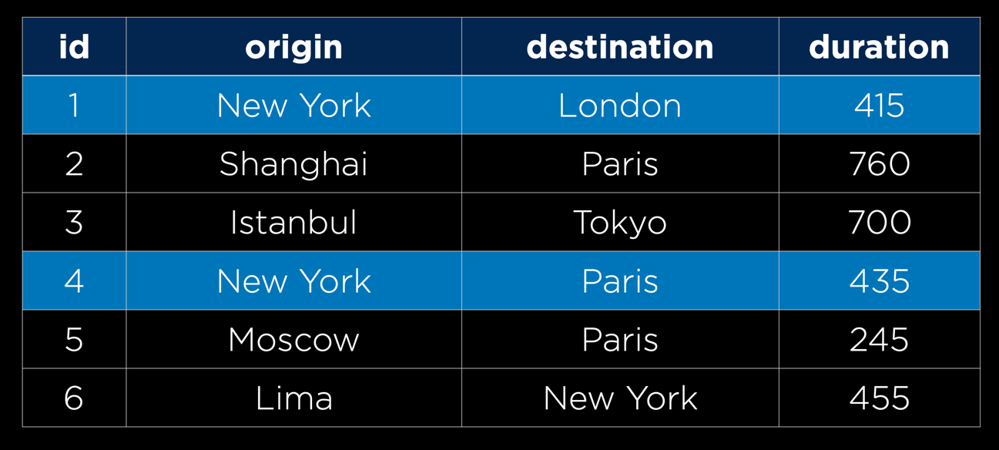 id origin destination duration
1 New York London 415
2 Shanghai Paris 760
3 Istanbul Tokyo 700
4 New York Paris 435
5 Moscow Paris 245
6 Lima New York 455